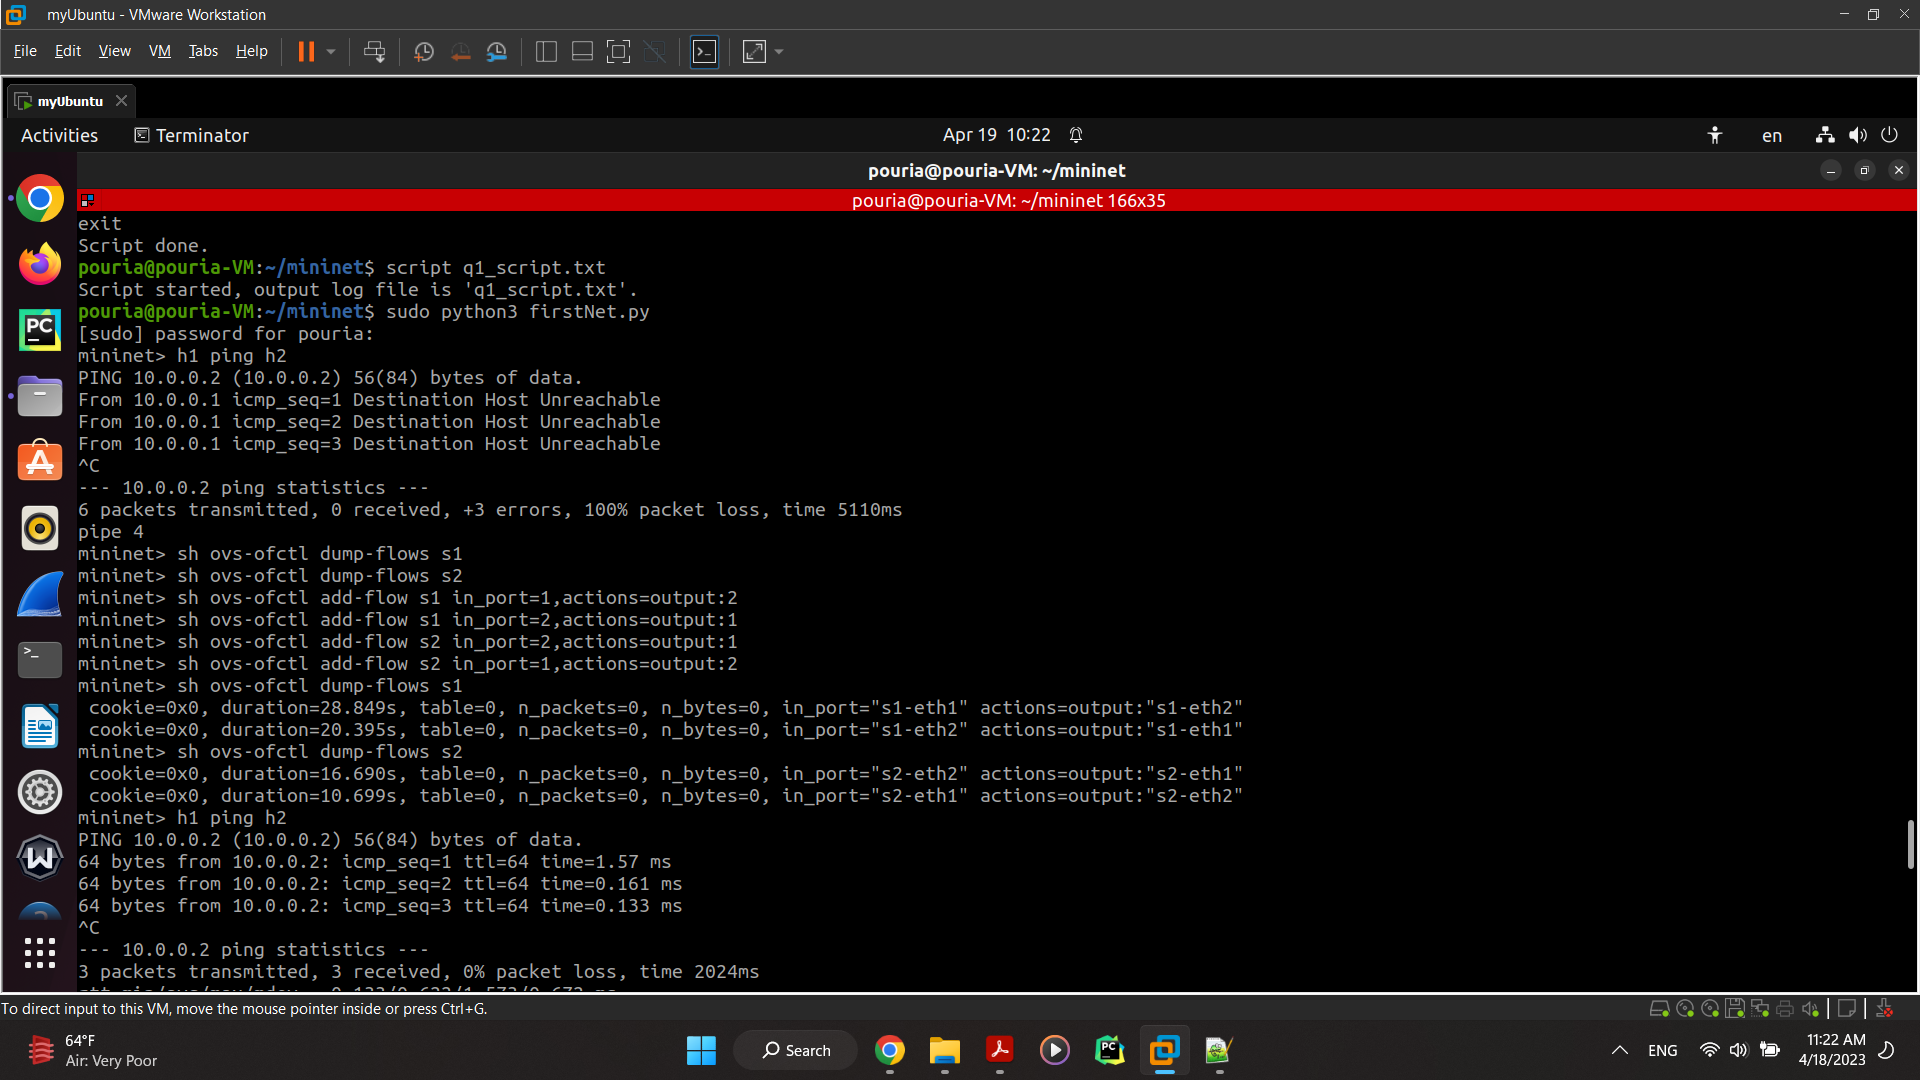 myUbuntu - VMware Workstation
File Edit View VM Tabs Help
myUbuntu
Activities Terminator Apr 19 10:22 en
pouria@pouria-VM: ~/mininet
pouria@pouria-VM: ~/mininet 166x35
exit
Script done.
pouria@pouria-VM:~/mininet$ script q1_script.txt
Script started, output log file is 'q1_script.txt'.
pouria@pouria-VM:~/mininet$ sudo python3 firstNet.py
[sudo] password for pouria:
mininet> h1 ping h2
PING 10.0.0.2 (10.0.0.2) 56(84) bytes of data.
From 10.0.0.1 icmp_seq=1 Destination Host Unreachable
From 10.0.0.1 icmp_seq=2 Destination Host Unreachable
From 10.0.0.1 icmp_seq=3 Destination Host Unreachable
^C
--- 10.0.0.2 ping statistics ---
6 packets transmitted, 0 received, +3 errors, 100% packet loss, time 5110ms
pipe 4
mininet> sh ovs-ofctl dump-flows s1
mininet> sh ovs-ofctl dump-flows s2
mininet> sh ovs-ofctl add-flow s1 in_port=1,actions=output:2
mininet> sh ovs-ofctl add-flow s1 in_port=2,actions=output:1
mininet> sh ovs-ofctl add-flow s2 in_port=2,actions=output:1
mininet> sh ovs-ofctl add-flow s2 in_port=1,actions=output:2
mininet> sh ovs-ofctl dump-flows s1
cookie=0x0, duration=28.849s, table=0, n_packets=0, n_bytes=0, in_port="s1-eth1" actions=output:"s1-eth2"
cookie=0x0, duration=20.395s, table=0, n_packets=0, n_bytes=0, in_port="s1-eth2" actions=output:"s1-eth1"
mininet> sh ovs-ofctl dump-flows s2
cookie=0x0, duration=16.690s, table=0, n_packets=0, n_bytes=0, in_port="s2-eth2" actions=output:"s2-eth1"
cookie=0x0, duration=10.699s, table=0, n_packets=0, n_bytes=0, in_port="s2-eth1" actions=output:"s2-eth2"
mininet> h1 ping h2
PING 10.0.0.2 (10.0.0.2) 56(84) bytes of data.
64 bytes from 10.0.0.2: icmp_seq=1 ttl=64 time=1.57 ms
64 bytes from 10.0.0.2: icmp_seq=2 ttl=64 time=0.161 ms
64 bytes from 10.0.0.2: icmp_seq=3 ttl=64 time=0.133 ms
^C
--- 10.0.0.2 ping statistics ---
3 packets transmitted, 3 received, 0% packet loss, time 2024ms
To direct input to this VM, move the mouse pointer inside or press Ctrl+G.
64°F
Air: Very Poor
Search
ENG
11:22 AM
4/18/2023